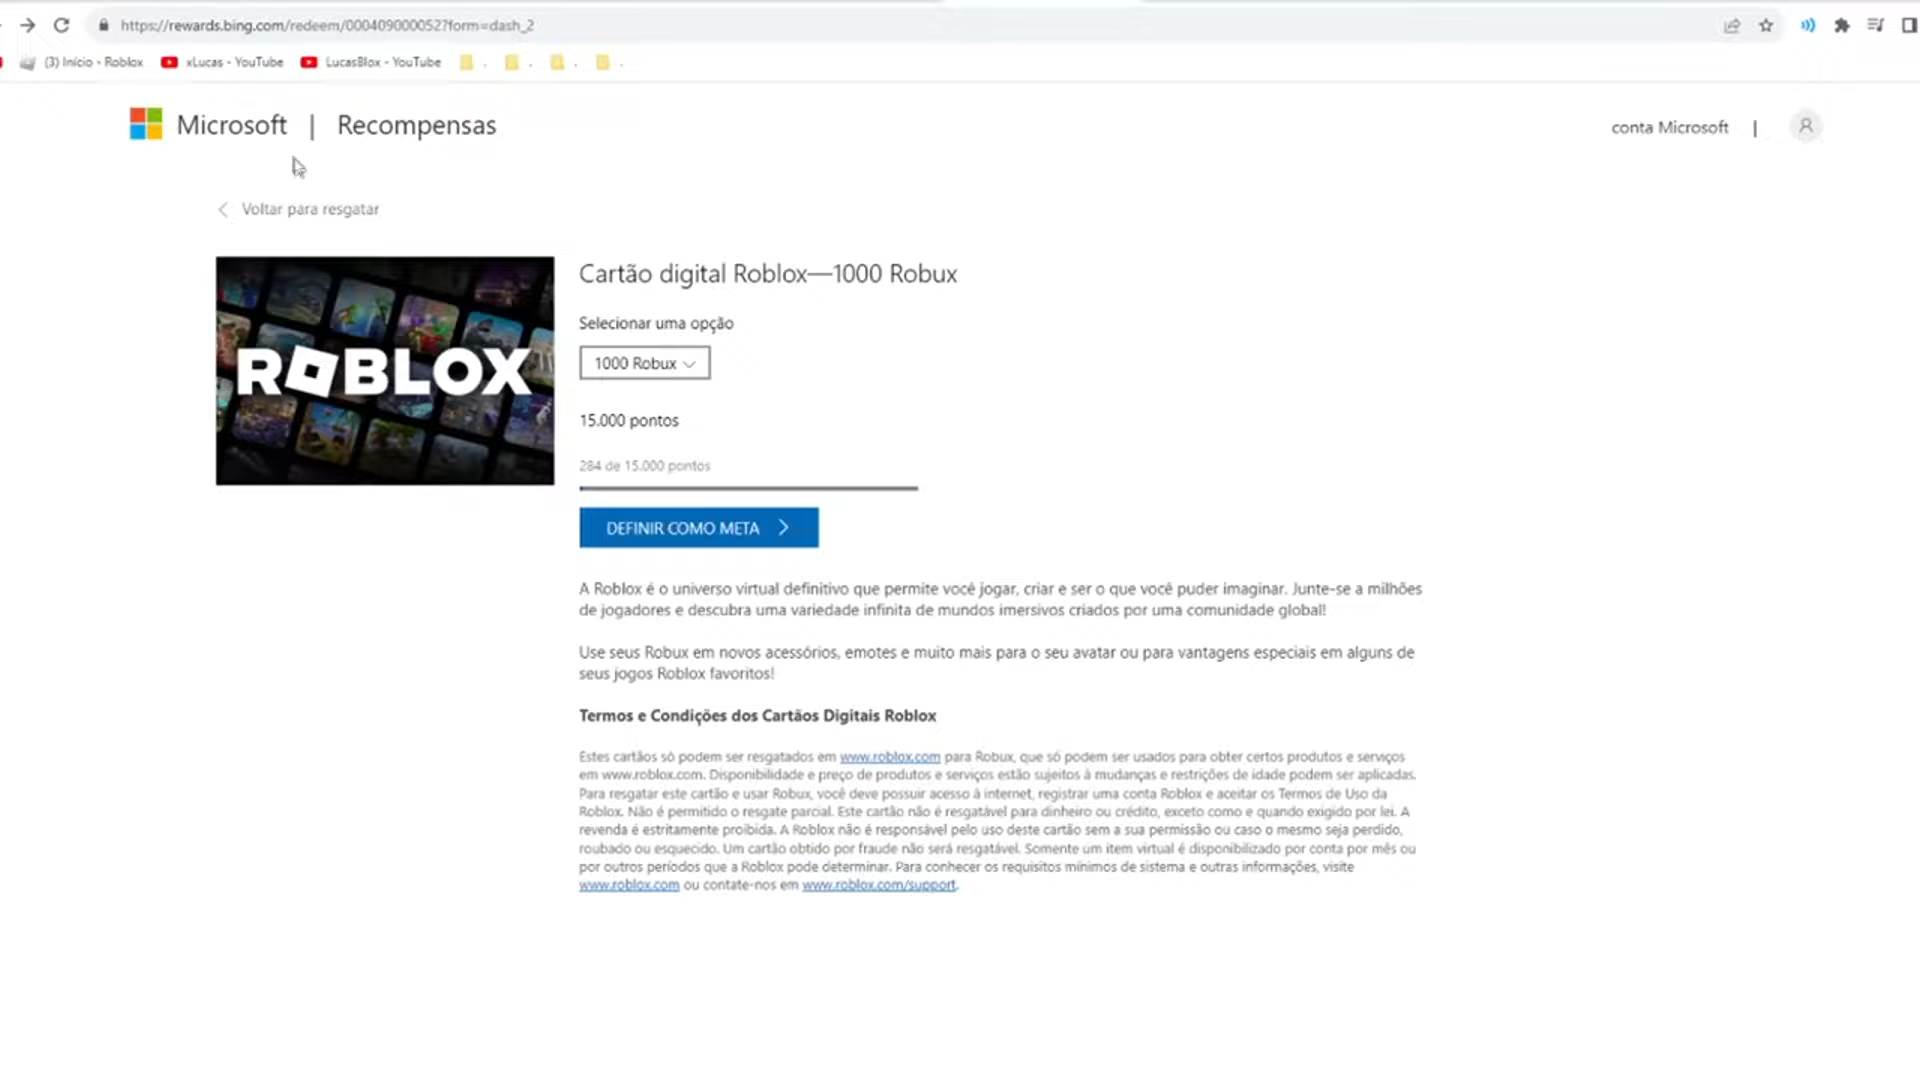 https://rewards.bing.com/redeem/000409000052?form=dash_2
(3) Início - Roblox xLucas - YouTube LucasBlox - YouTube . . . .
Microsoft | Recompensas
conta Microsoft |
Voltar para resgatar
ROBLOX
Cartão digital Roblox—1000 Robux
Selecionar uma opção
1000 Robux
15.000 pontos
284 de 15.000 pontos
DEFINIR COMO META
A Roblox é o universo virtual definitivo que permite você jogar, criar e ser o que você puder imaginar. Junte-se a milhões
de jogadores e descubra uma variedade infinita de mundos imersivos criados por uma comunidade global!
Use seus Robux em novos acessórios, emotes e muito mais para o seu avatar ou para vantagens especiais em alguns de
seus jogos Roblox favoritos!
Termos e Condições dos Cartãos Digitais Roblox
Estes cartãos só podem ser resgatados em www.roblox.com para Robux, que só podem ser usados para obter certos produtos e serviços
em www.roblox.com. Disponibilidade e preço de produtos e serviços estão sujeitos à mudanças e restrições de idade podem ser aplicadas.
Para resgatar este cartão e usar Robux, você deve possuir acesso à internet, registrar uma conta Roblox e aceitar os Termos de Uso da
Roblox. Não é permitido o resgate parcial. Este cartão não é resgatável para dinheiro ou crédito, exceto como e quando exigido por lei. A
revenda é estritamente proibida. A Roblox não é responsável pelo uso deste cartão sem a sua permissão ou caso o mesmo seja perdido,
roubado ou esquecido. Um cartão obtido por fraude não será resgatável. Somente um item virtual é disponibilizado por conta por mês ou
por outros períodos que a Roblox pode determinar. Para conhecer os requisitos mínimos de sistema e outras informações, visite
www.roblox.com ou contate-nos em www.roblox.com/support.